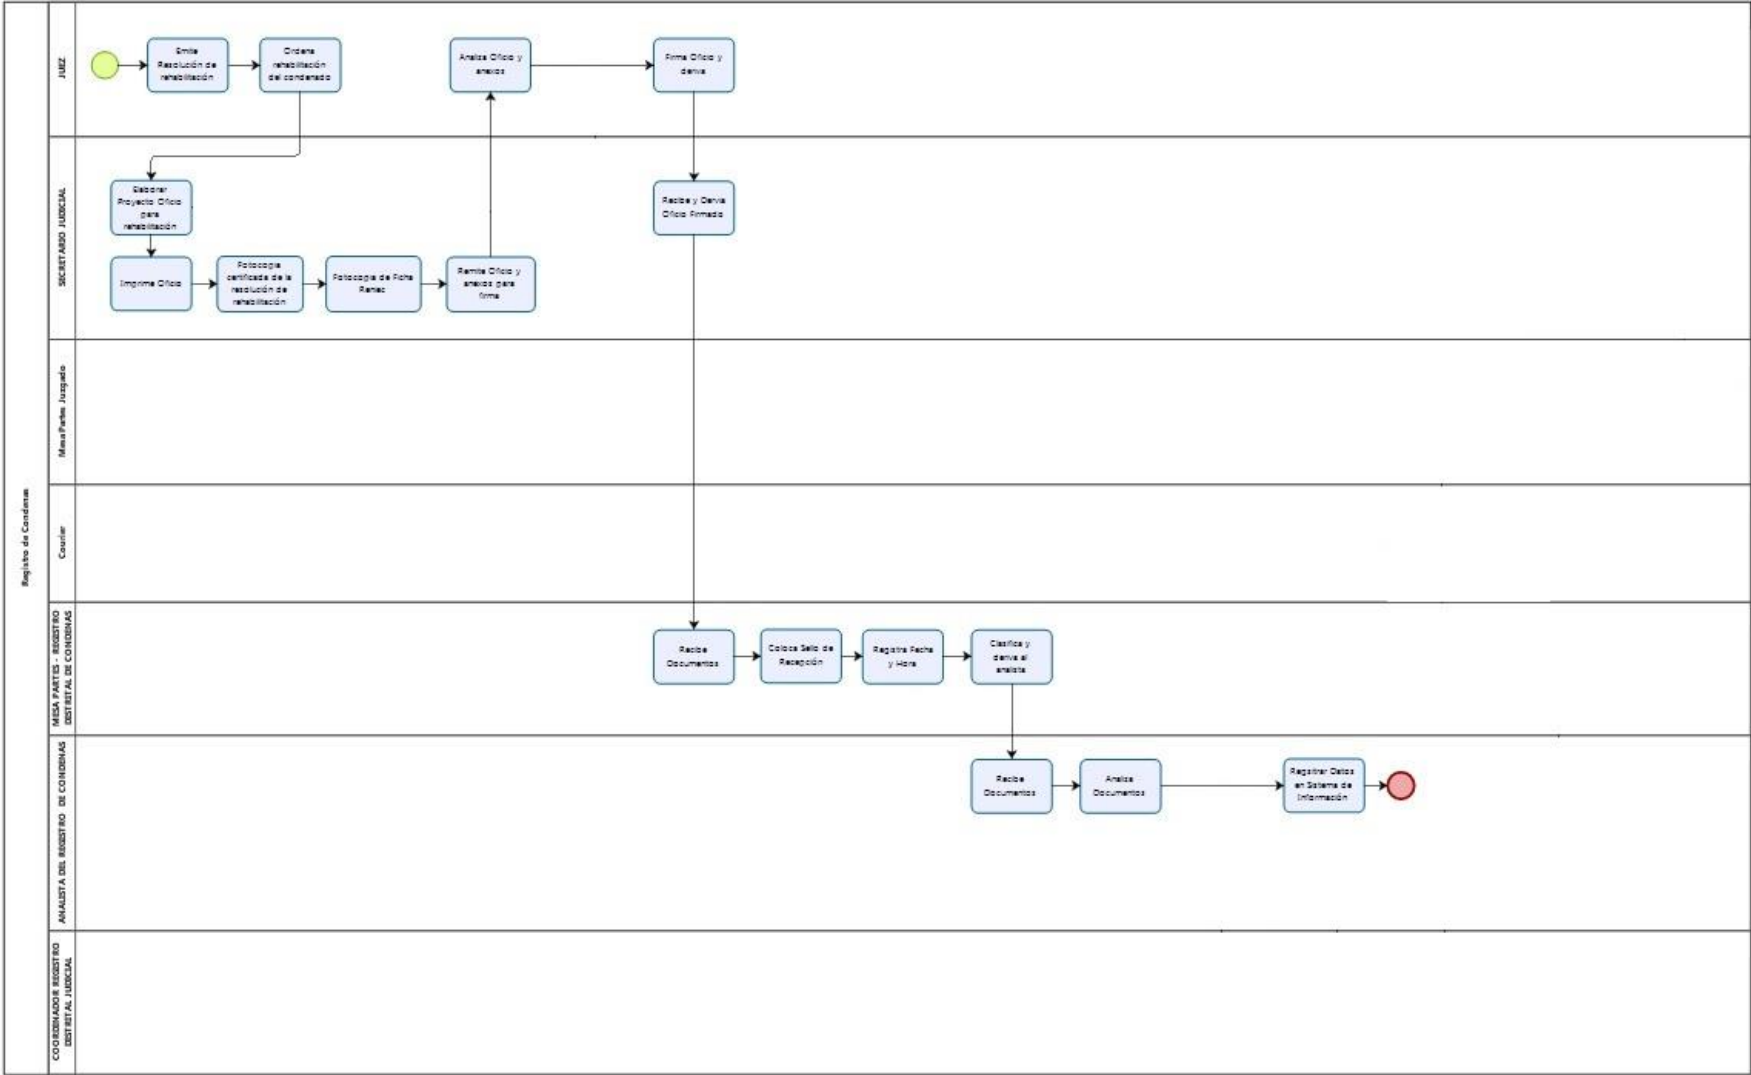 Registro de Condenas
JUEZ
Emite
Resolución de
rehabilitación
Ordena
rehabilitación
del condenado
Analiza Oficio y
anexos
Firma Oficio y
deriva
SECRETARIO JUDICIAL
Elaborar
Proyecto Oficio
para
rehabilitación
Imprime Oficio
Fotocopia
certificada de la
resolución de
rehabilitación
Fotocopia de Ficha
Reniec
Remite Oficio y
anexos para
firma
Recibe y Deriva
Oficio Firmado
Mesa Partes Juzgado
Courier
MESA PARTES - REGISTRO
DISTRITAL DE CONDENAS
Recibe
Documentos
Coloca Sello de
Recepción
Registra Fecha
y Hora
Clasifica y
deriva al
analista
ANALISTA DEL REGISTRO DE CONDENAS
Recibe
Documentos
Analiza
Documentos
Registrar Datos
en Sistema de
Información
COORDINADOR REGISTRO
DISTRITAL JUDICIAL